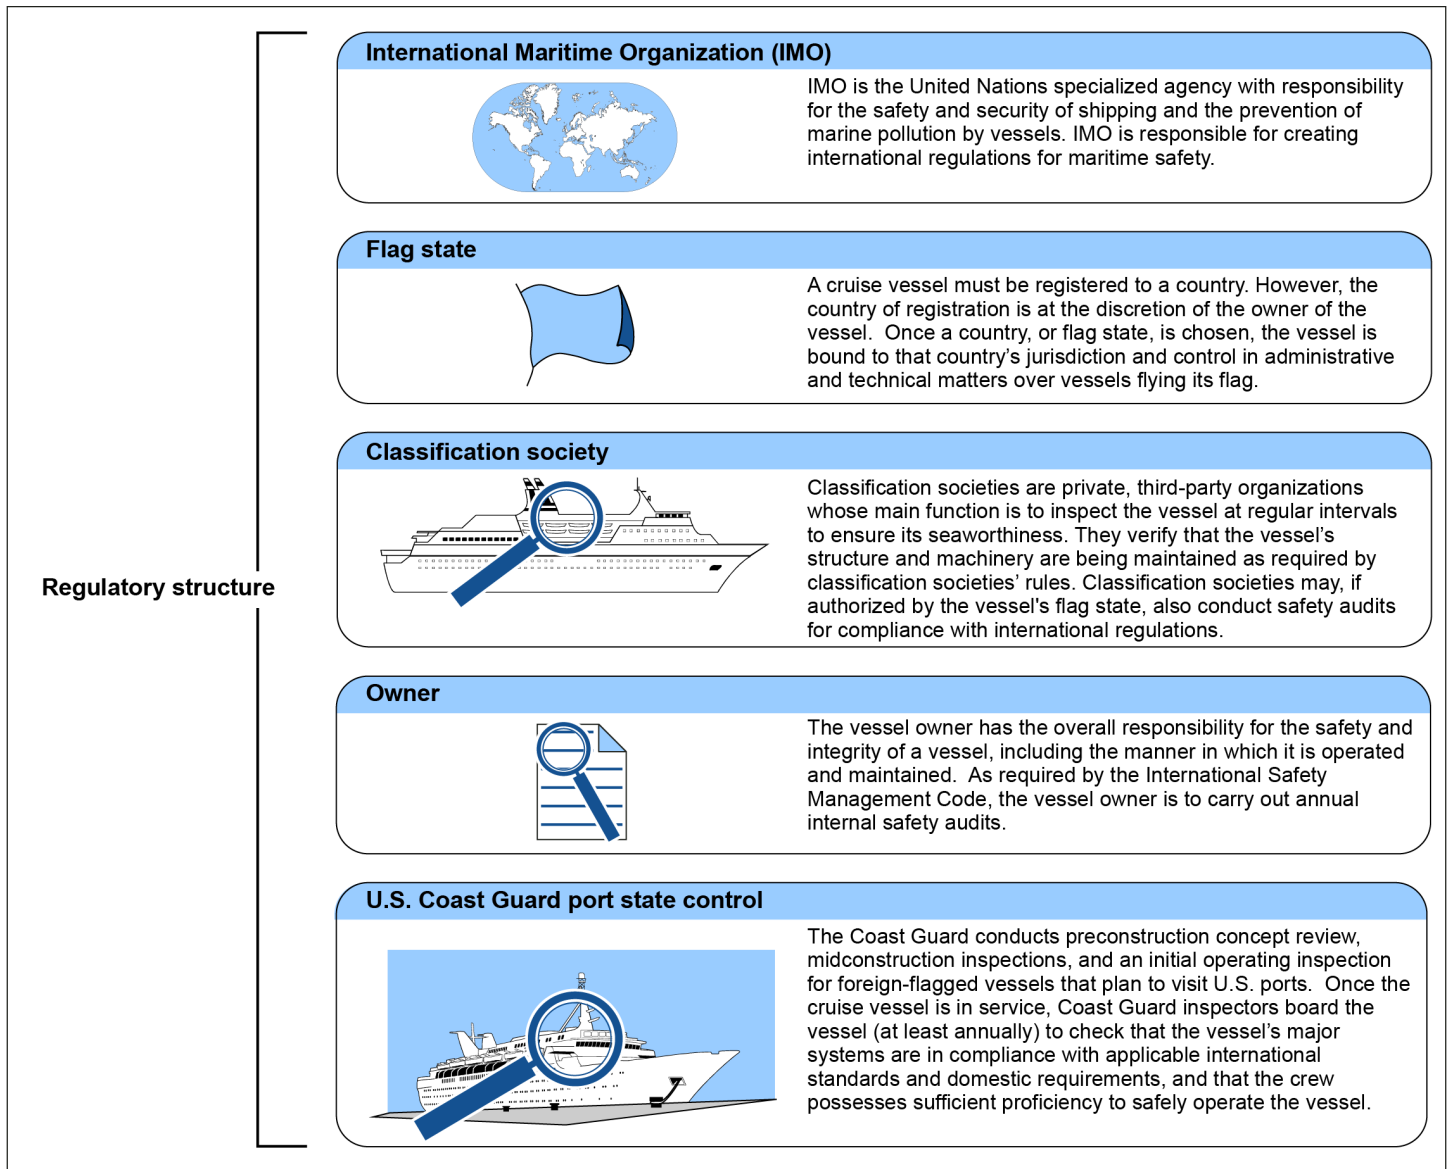 Regulatory structure
International Maritime Organization (IMO)
IMO is the United Nations specialized agency with responsibility
for the safety and security of shipping and the prevention of
marine pollution by vessels. IMO is responsible for creating
international regulations for maritime safety.
Flag state
A cruise vessel must be registered to a country. However, the
country of registration is at the discretion of the owner of the
vessel.  Once a country, or flag state, is chosen, the vessel is
bound to that country’s jurisdiction and control in administrative
and technical matters over vessels flying its flag.
Classification society
Classification societies are private, third-party organizations
whose main function is to inspect the vessel at regular intervals
to ensure its seaworthiness. They verify that the vessel’s
structure and machinery are being maintained as required by
classification societies’ rules. Classification societies may, if
authorized by the vessel's flag state, also conduct safety audits
for compliance with international regulations.
Owner
The vessel owner has the overall responsibility for the safety and
integrity of a vessel, including the manner in which it is operated
and maintained.  As required by the International Safety
Management Code, the vessel owner is to carry out annual
internal safety audits.
U.S. Coast Guard port state control
The Coast Guard conducts preconstruction concept review,
midconstruction inspections, and an initial operating inspection
for foreign-flagged vessels that plan to visit U.S. ports.  Once the
cruise vessel is in service, Coast Guard inspectors board the
vessel (at least annually) to check that the vessel’s major
systems are in compliance with applicable international
standards and domestic requirements, and that the crew
possesses sufficient proficiency to safely operate the vessel.